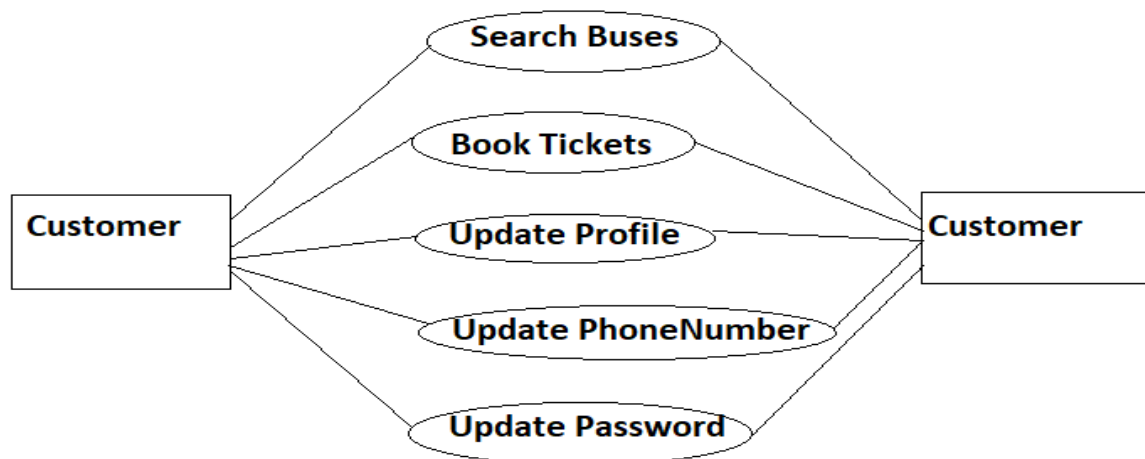 Search Buses
Book Tickets
Customer
Update Profile
Customer
Update PhoneNumber
Update Password